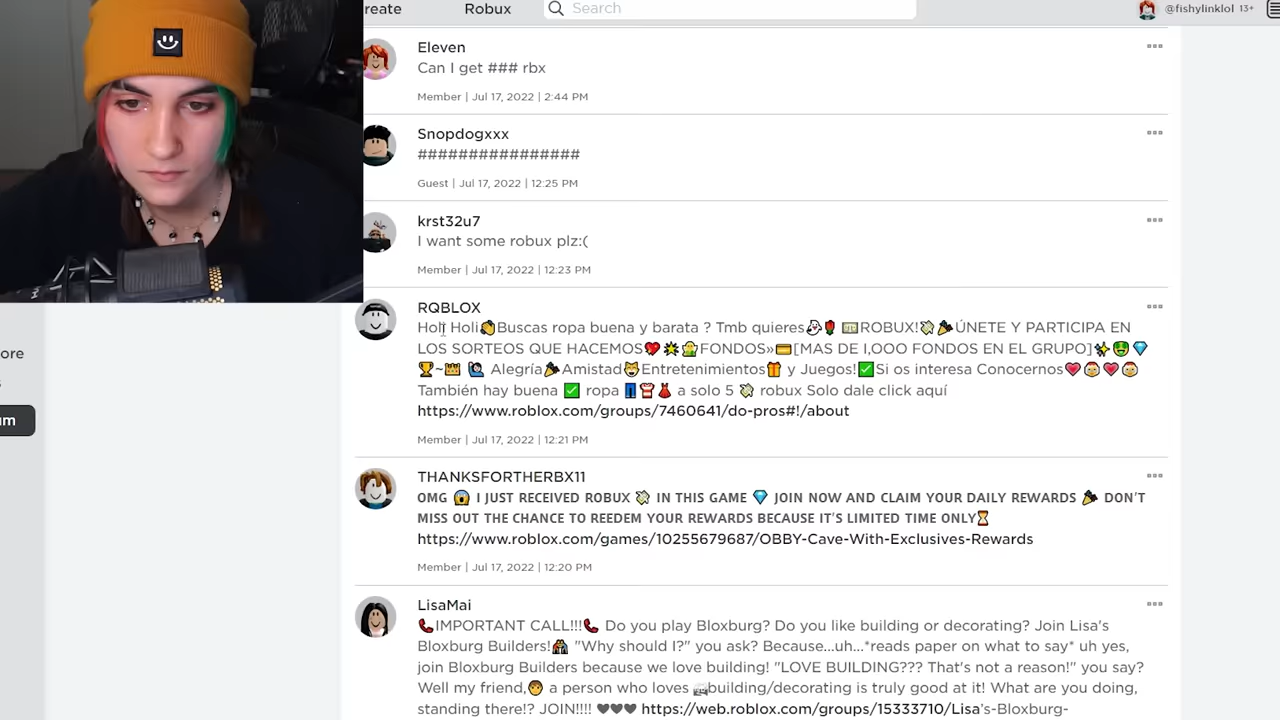 reate Robux Search @fishylinklol 13+
Eleven
Can I get ### rbx
Member | Jul 17, 2022 | 2:44 PM
Snopdogxxx
################
Guest | Jul 17, 2022 | 12:25 PM
krst32u7
I want some robux plz:(
Member | Jul 17, 2022 | 12:23 PM
RQBLOX
Holi Holi👏Buscas ropa buena y barata ? Tmb quieres👻🌹💵ROBUX!💸🎉ÚNETE Y PARTICIPA EN
LOS SORTEOS QUE HACEMOS❤️💥🤷FONDOS»💳[MAS DE I,OOO FONDOS EN EL GRUPO]✨🤑💎
🏆~👑 🙋 Alegría🎉Amistad😺Entretenimientos🎁 y Juegos!✅Si os interesa Conocernos♥️🎅♥️🎅
También hay buena ✅ ropa 👖👕👗 a solo 5 💸 robux Solo dale click aquí
https://www.roblox.com/groups/7460641/do-pros#!/about
Member | Jul 17, 2022 | 12:21 PM
THANKSFORTHERBX11
OMG 😱 I JUST RECEIVED ROBUX 💸 IN THIS GAME 💎 JOIN NOW AND CLAIM YOUR DAILY REWARDS 🎉 DON'T
MISS OUT THE CHANCE TO REEDEM YOUR REWARDS BECAUSE IT'S LIMITED TIME ONLY⏳
https://www.roblox.com/games/10255679687/OBBY-Cave-With-Exclusives-Rewards
Member | Jul 17, 2022 | 12:20 PM
LisaMai
📞IMPORTANT CALL!!!📞 Do you play Bloxburg? Do you like building or decorating? Join Lisa's
Bloxburg Builders!👭 "Why should I?" you ask? Because...uh...*reads paper on what to say* uh yes,
join Bloxburg Builders because we love building! "LOVE BUILDING??? That's not a reason!" you say?
Well my friend,👨 a person who loves 🏗building/decorating is truly good at it! What are you doing,
standing there!? JOIN!!!! ♥♥♥ https://web.roblox.com/groups/15333710/Lisa's-Bloxburg-
ore
um